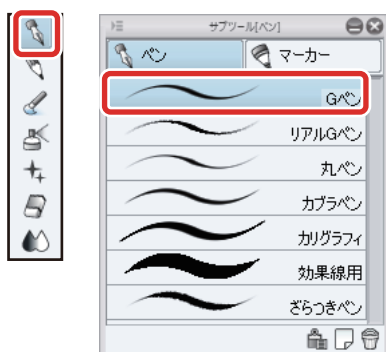 サブツール[ペン]
ペン
マーカー
Gペン
リアルGペン
丸ペン
カブラペン
カリグラフィ
効果線用
ざらつきペン